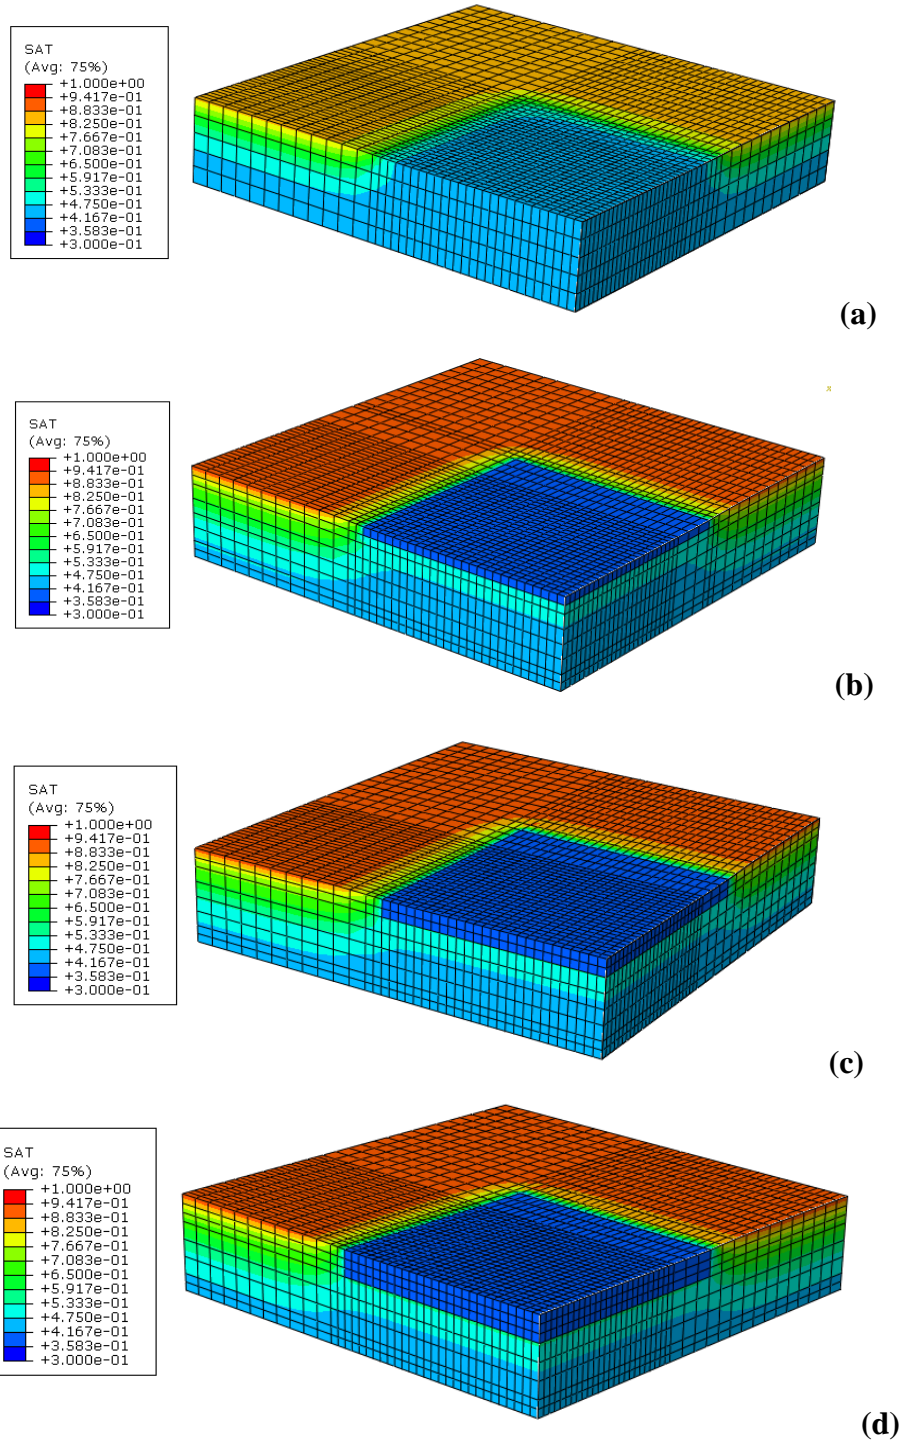 SAT
(Avg: 75%)
+1.000e+00
+9.417e-01
+8.833e-01
+8.250e-01
+7.667e-01
+7.083e-01
+6.500e-01
+5.917e-01
+5.333e-01
+4.750e-01
+4.167e-01
+3.583e-01
+3.000e-01
(a)
SAT
(Avg: 75%)
+1.000e+00
+9.417e-01
+8.833e-01
+8.250e-01
+7.667e-01
+7.083e-01
+6.500e-01
+5.917e-01
+5.333e-01
+4.750e-01
+4.167e-01
+3.583e-01
+3.000e-01
(b)
SAT
(Avg: 75%)
+1.000e+00
+9.417e-01
+8.833e-01
+8.250e-01
+7.667e-01
+7.083e-01
+6.500e-01
+5.917e-01
+5.333e-01
+4.750e-01
+4.167e-01
+3.583e-01
+3.000e-01
(c)
SAT
(Avg: 75%)
+1.000e+00
+9.417e-01
+8.833e-01
+8.250e-01
+7.667e-01
+7.083e-01
+6.500e-01
+5.917e-01
+5.333e-01
+4.750e-01
+4.167e-01
+3.583e-01
+3.000e-01
(d)